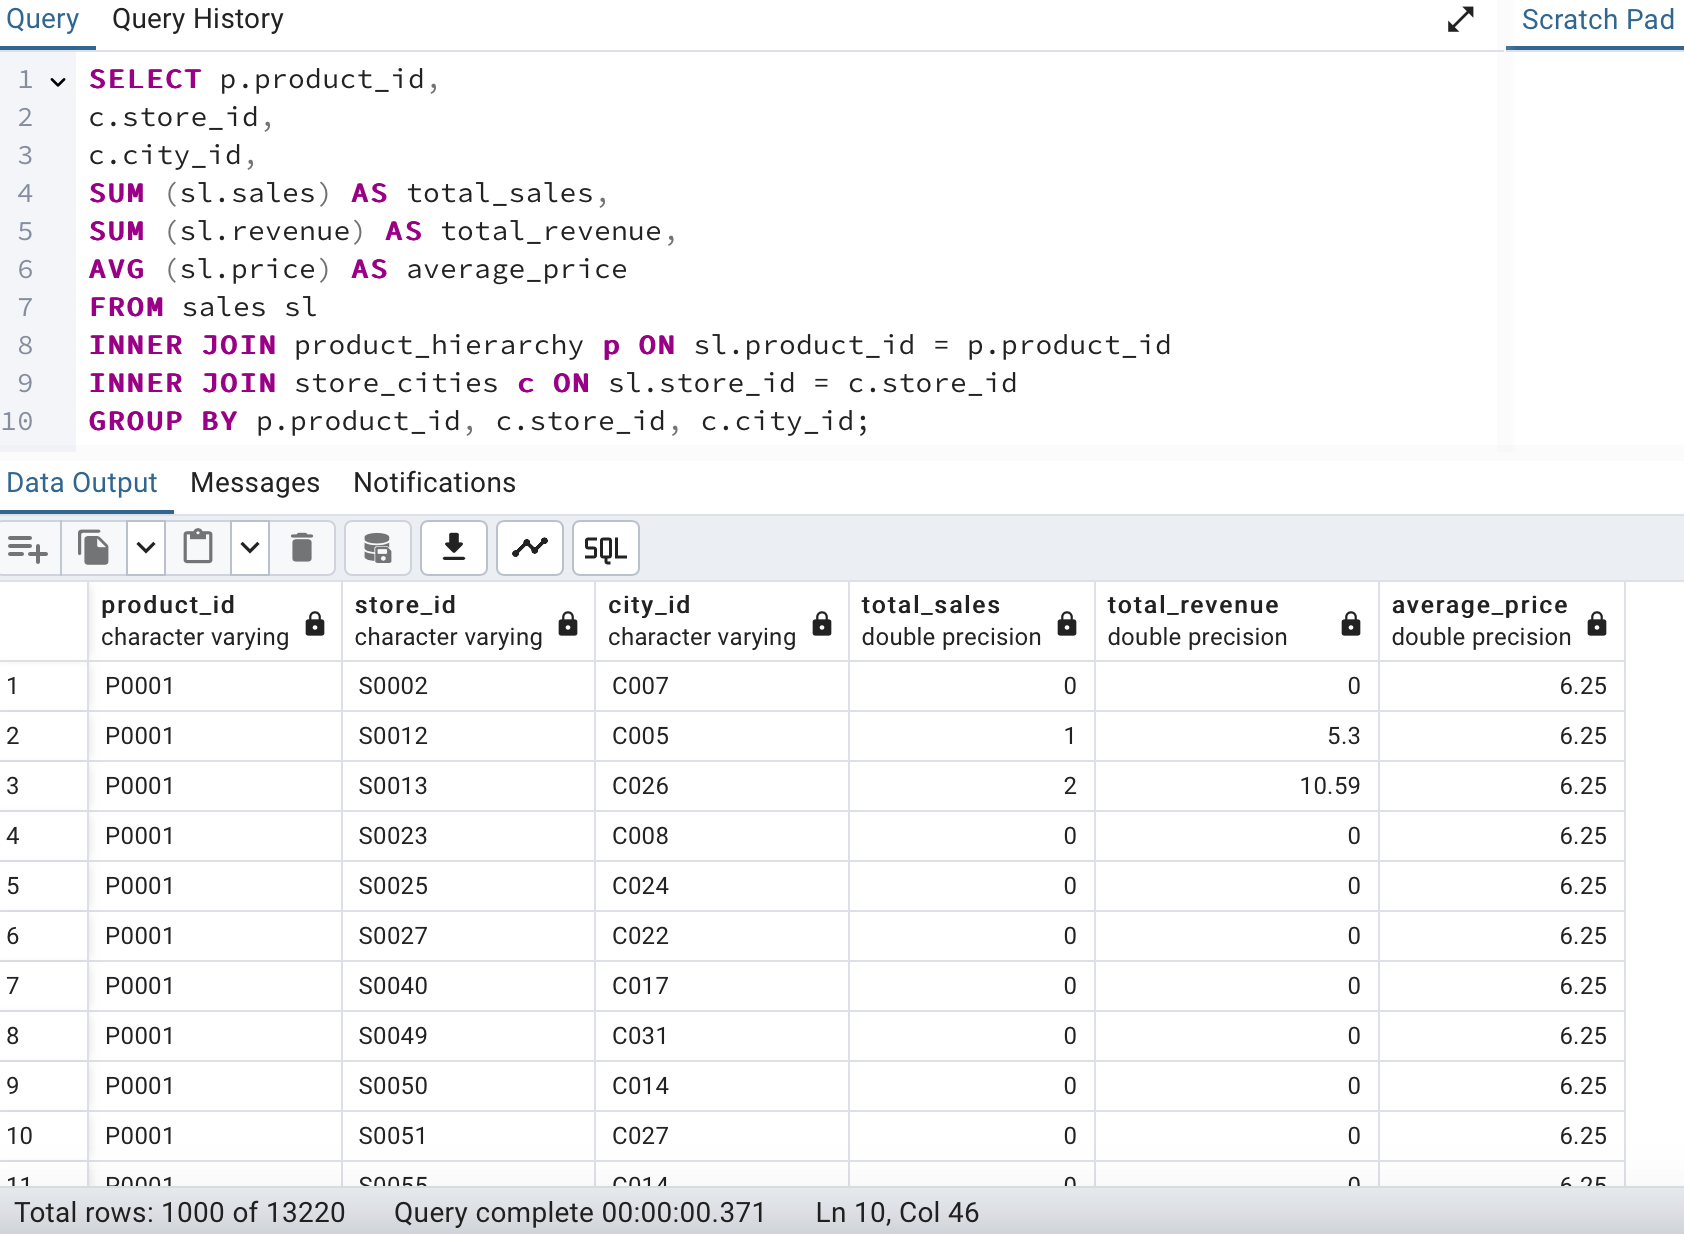 Query Query History Scratch Pad
1 SELECT p.product_id,
2 c.store_id,
3 c.city_id,
4 SUM (sl.sales) AS total_sales,
5 SUM (sl.revenue) AS total_revenue,
6 AVG (sl.price) AS average_price
7 FROM sales sl
8 INNER JOIN product_hierarchy p ON sl.product_id = p.product_id
9 INNER JOIN store_cities c ON sl.store_id = c.store_id
10 GROUP BY p.product_id, c.store_id, c.city_id;
Data Output Messages Notifications
SQL
product_id store_id city_id total_sales total_revenue average_price
character varying character varying character varying double precision double precision double precision
1 P0001 S0002 C007 0 0 6.25
2 P0001 S0012 C005 1 5.3 6.25
3 P0001 S0013 C026 2 10.59 6.25
4 P0001 S0023 C008 0 0 6.25
5 P0001 S0025 C024 0 0 6.25
6 P0001 S0027 C022 0 0 6.25
7 P0001 S0040 C017 0 0 6.25
8 P0001 S0049 C031 0 0 6.25
9 P0001 S0050 C014 0 0 6.25
10 P0001 S0051 C027 0 0 6.25
11 P0001 S0055 C014 0 0 6.25
Total rows: 1000 of 13220 Query complete 00:00:00.371 Ln 10, Col 46